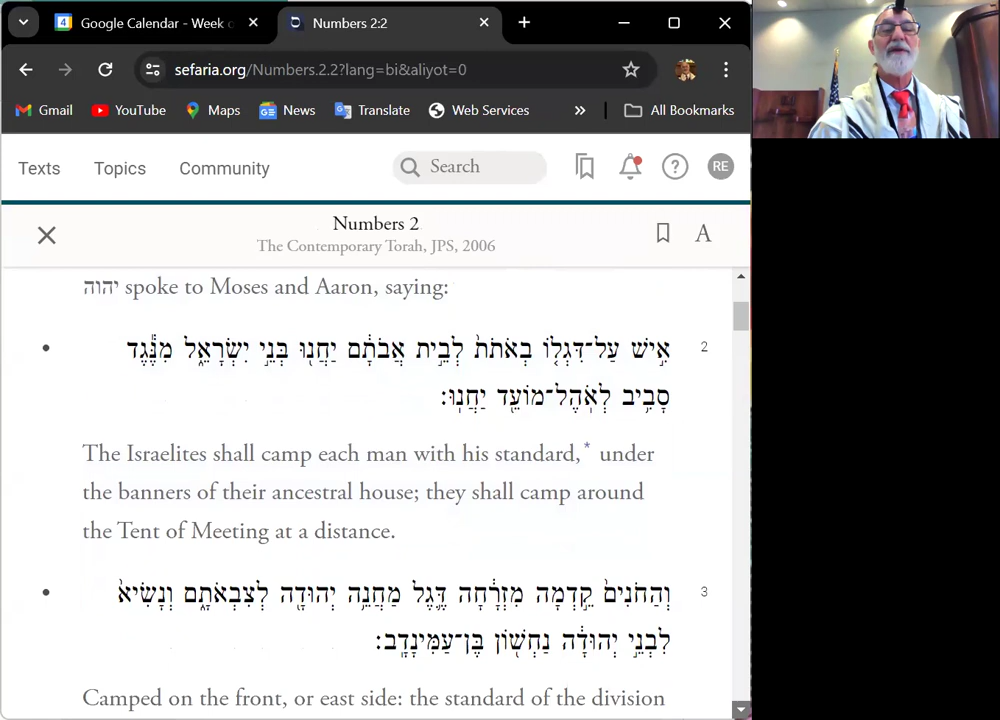 4 Google Calendar - Week
Numbers 2:2
sefaria.org/Numbers.2.2?lang=bi&aliyot=0
Gmail YouTube Maps News Translate Web Services » All Bookmarks
Texts Topics Community Search RE
Numbers 2
The Contemporary Torah, JPS, 2006
A
יהוה spoke to Moses and Aaron, saying:
2 אִ֣ישׁ עַל־דִּגְל֤וֹ בְאֹתֹת֙ לְבֵ֣ית אֲבֹתָ֔ם יַחֲנ֖וּ בְּנֵ֣י יִשְׂרָאֵ֑ל מִנֶּ֕גֶד
סָבִ֥יב לְאֹֽהֶל־מוֹעֵ֖ד יַחֲנֽוּ׃
The Israelites shall camp each man with his standard,* under
the banners of their ancestral house; they shall camp around
the Tent of Meeting at a distance.
3 וְהַחֹנִים֙ קֵ֣דְמָה מִזְרָ֔חָה דֶּ֛גֶל מַחֲנֵ֥ה יְהוּדָ֖ה לְצִבְאֹתָ֑ם וְנָשִׂיא֙
לִבְנֵ֣י יְהוּדָ֔ה נַחְשׁ֖וֹן בֶּן־עַמִּינָדָֽב׃
Camped on the front, or east side: the standard of the division